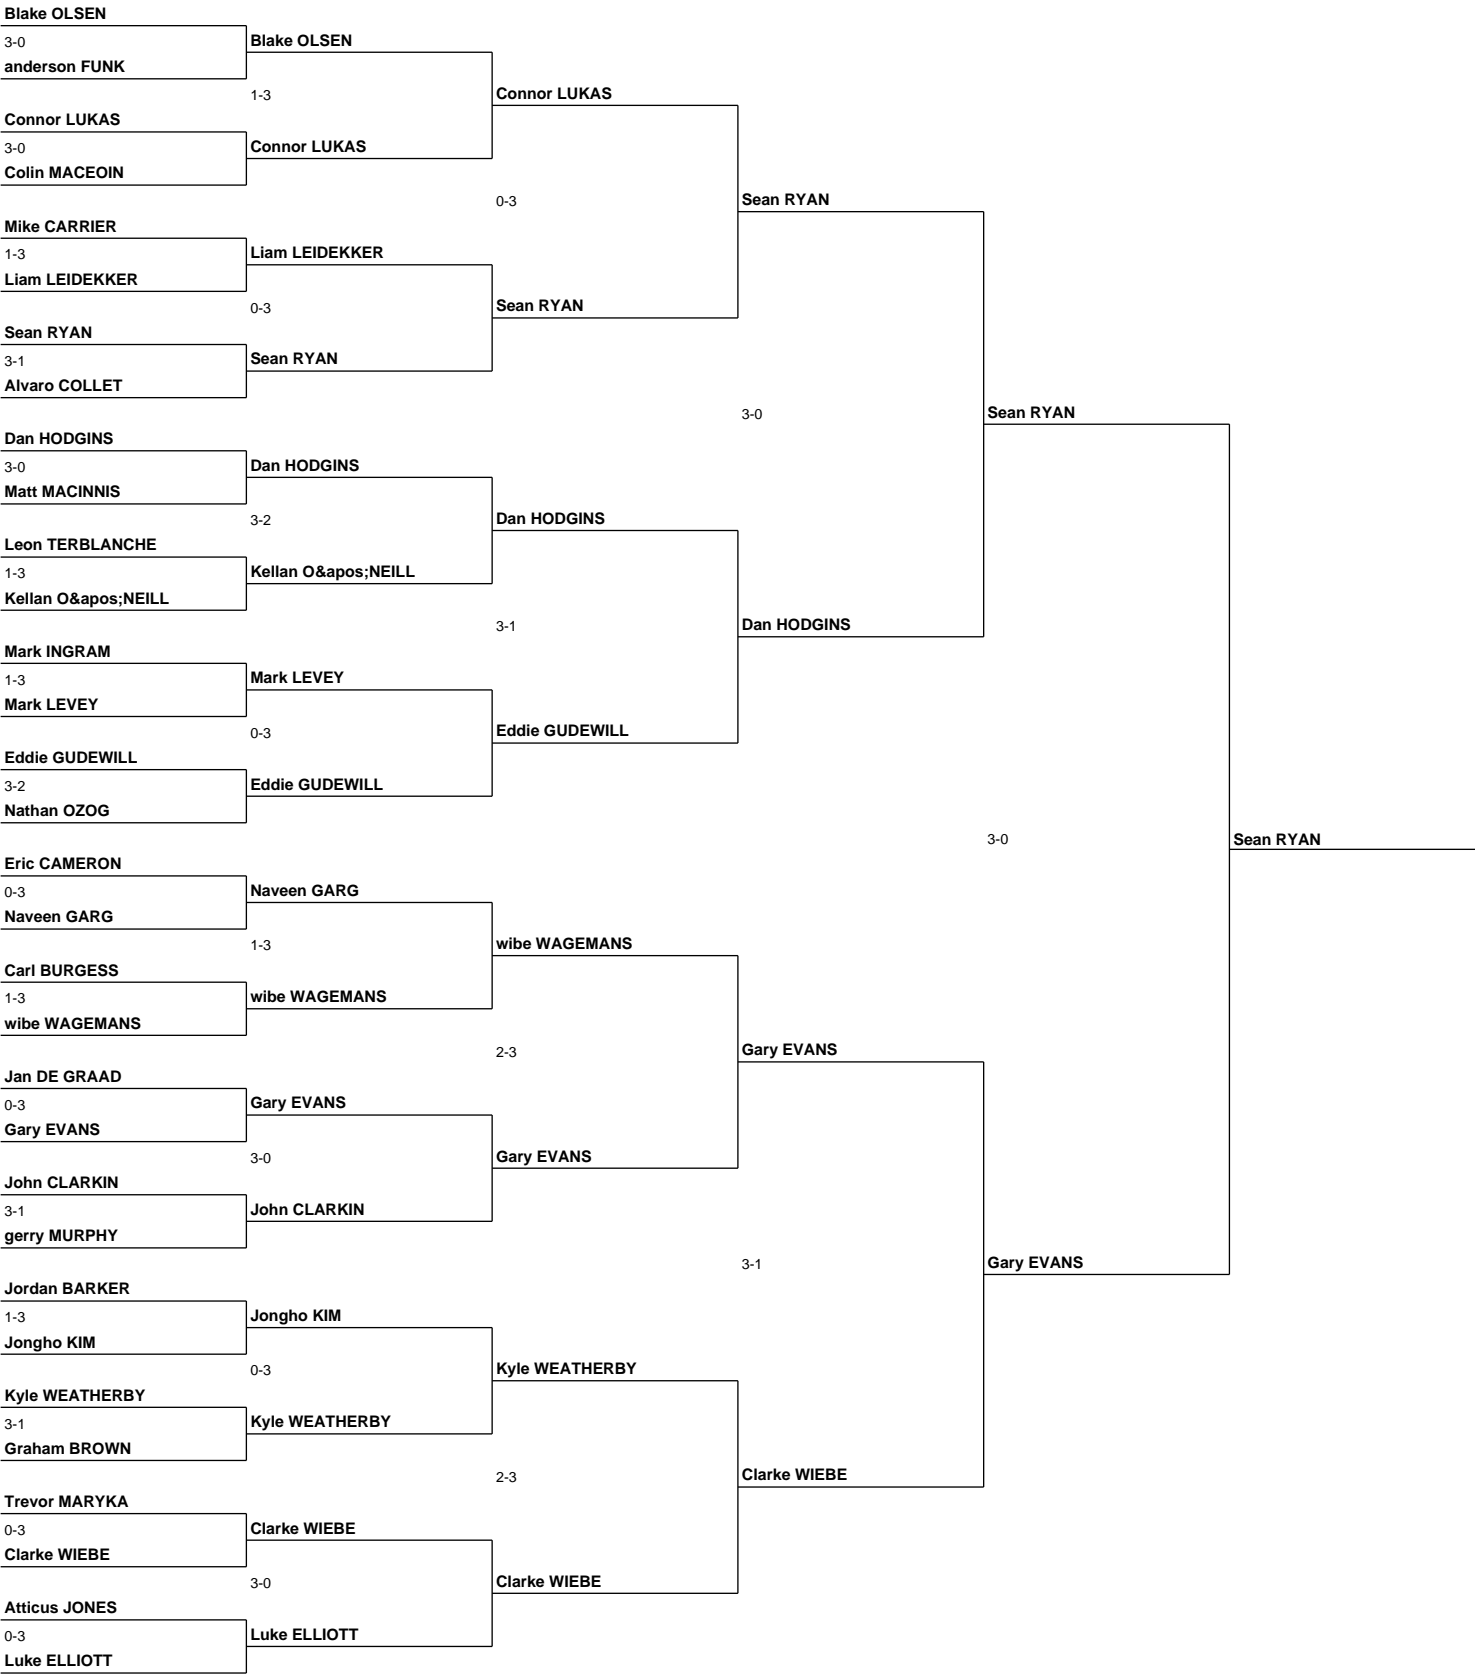 Blake OLSEN
3-0
Blake OLSEN
anderson FUNK
1-3
Connor LUKAS
Connor LUKAS
3-0
Connor LUKAS
Colin MACEOIN
0-3
Sean RYAN
Mike CARRIER
1-3
Liam LEIDEKKER
Liam LEIDEKKER
0-3
Sean RYAN
Sean RYAN
3-1
Sean RYAN
Alvaro COLLET
3-0
Sean RYAN
Dan HODGINS
3-0
Dan HODGINS
Matt MACINNIS
3-2
Dan HODGINS
Leon TERBLANCHE
1-3
Kellan O&apos;NEILL
Kellan O&apos;NEILL
3-1
Dan HODGINS
Mark INGRAM
1-3
Mark LEVEY
Mark LEVEY
0-3
Eddie GUDEWILL
Eddie GUDEWILL
3-2
Eddie GUDEWILL
Nathan OZOG
3-0
Sean RYAN
Eric CAMERON
0-3
Naveen GARG
Naveen GARG
1-3
wibe WAGEMANS
Carl BURGESS
1-3
wibe WAGEMANS
wibe WAGEMANS
2-3
Gary EVANS
Jan DE GRAAD
0-3
Gary EVANS
Gary EVANS
3-0
Gary EVANS
John CLARKIN
3-1
John CLARKIN
gerry MURPHY
3-1
Gary EVANS
Jordan BARKER
1-3
Jongho KIM
Jongho KIM
0-3
Kyle WEATHERBY
Kyle WEATHERBY
3-1
Kyle WEATHERBY
Graham BROWN
2-3
Clarke WIEBE
Trevor MARYKA
0-3
Clarke WIEBE
Clarke WIEBE
3-0
Clarke WIEBE
Atticus JONES
0-3
Luke ELLIOTT
Luke ELLIOTT